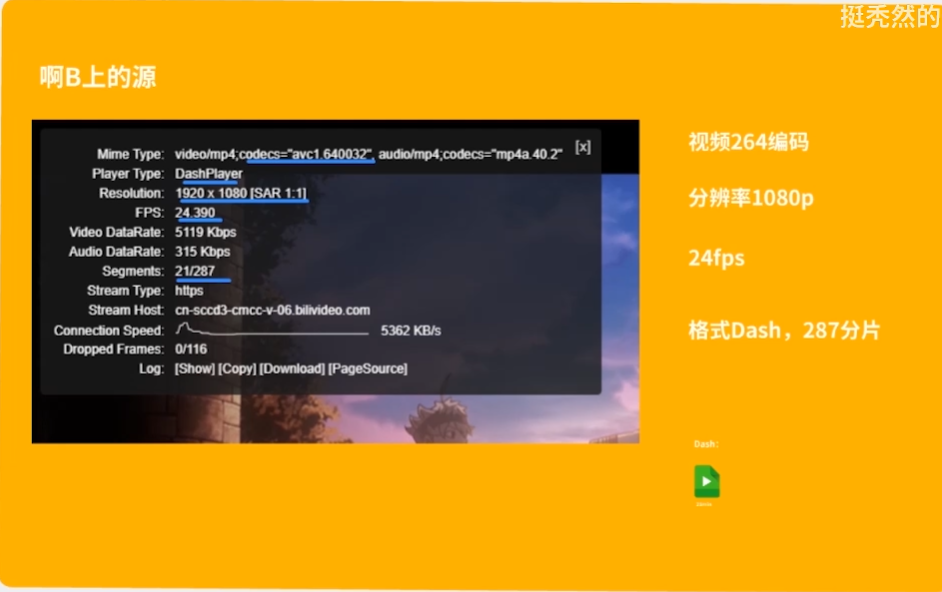 挺秃然的
啊B上的源
[x]
Mime Type: video/mp4;codecs="avc1.640032", audio/mp4;codecs="mp4a.40.2"
Player Type: DashPlayer
Resolution: 1920 x 1080 [SAR 1:1]
FPS: 24.390
Video DataRate: 5119 Kbps
Audio DataRate: 315 Kbps
Segments: 21/287
Stream Type: https
Stream Host: cn-sccd3-cmcc-v-06.bilivideo.com
Connection Speed: 5362 KB/s
Dropped Frames: 0/116
Log: [Show] [Copy] [Download] [PageSource]
视频264编码
分辨率1080p
24fps
格式Dash，287分片
Dash: